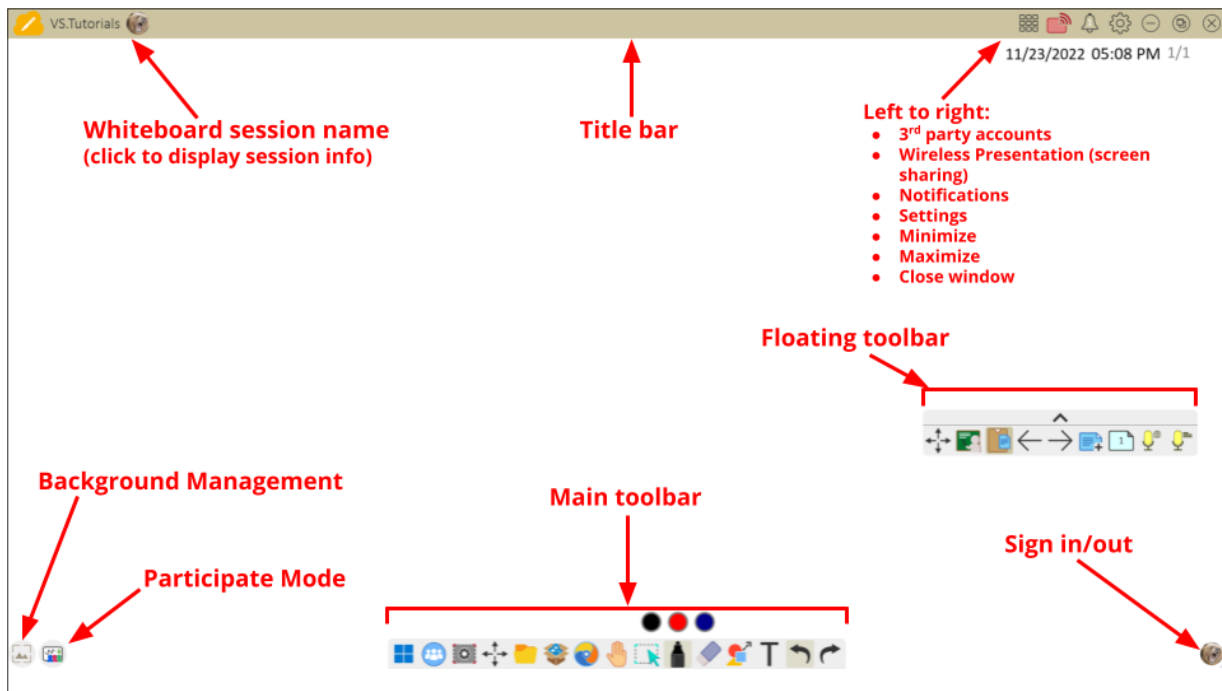 VS.Tutorials
11/23/2022 05:08 PM 1/1
Whiteboard session name
(click to display session info)
Title bar
Left to right:
● 3rd party accounts
● Wireless Presentation (screen
sharing)
● Notifications
● Settings
● Minimize
● Maximize
● Close window
Floating toolbar
1
Background Management
Main toolbar
Sign in/out
Participate Mode
T